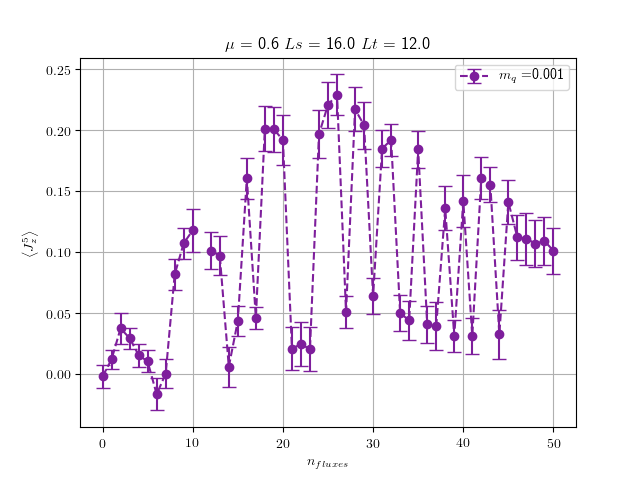 μ = 0.6 Ls = 16.0 Lt = 12.0
m_q =0.001
⟨J_z^5⟩
0.25
0.20
0.15
0.10
0.05
0.00
0 10 20 30 40 50
n_fluxes